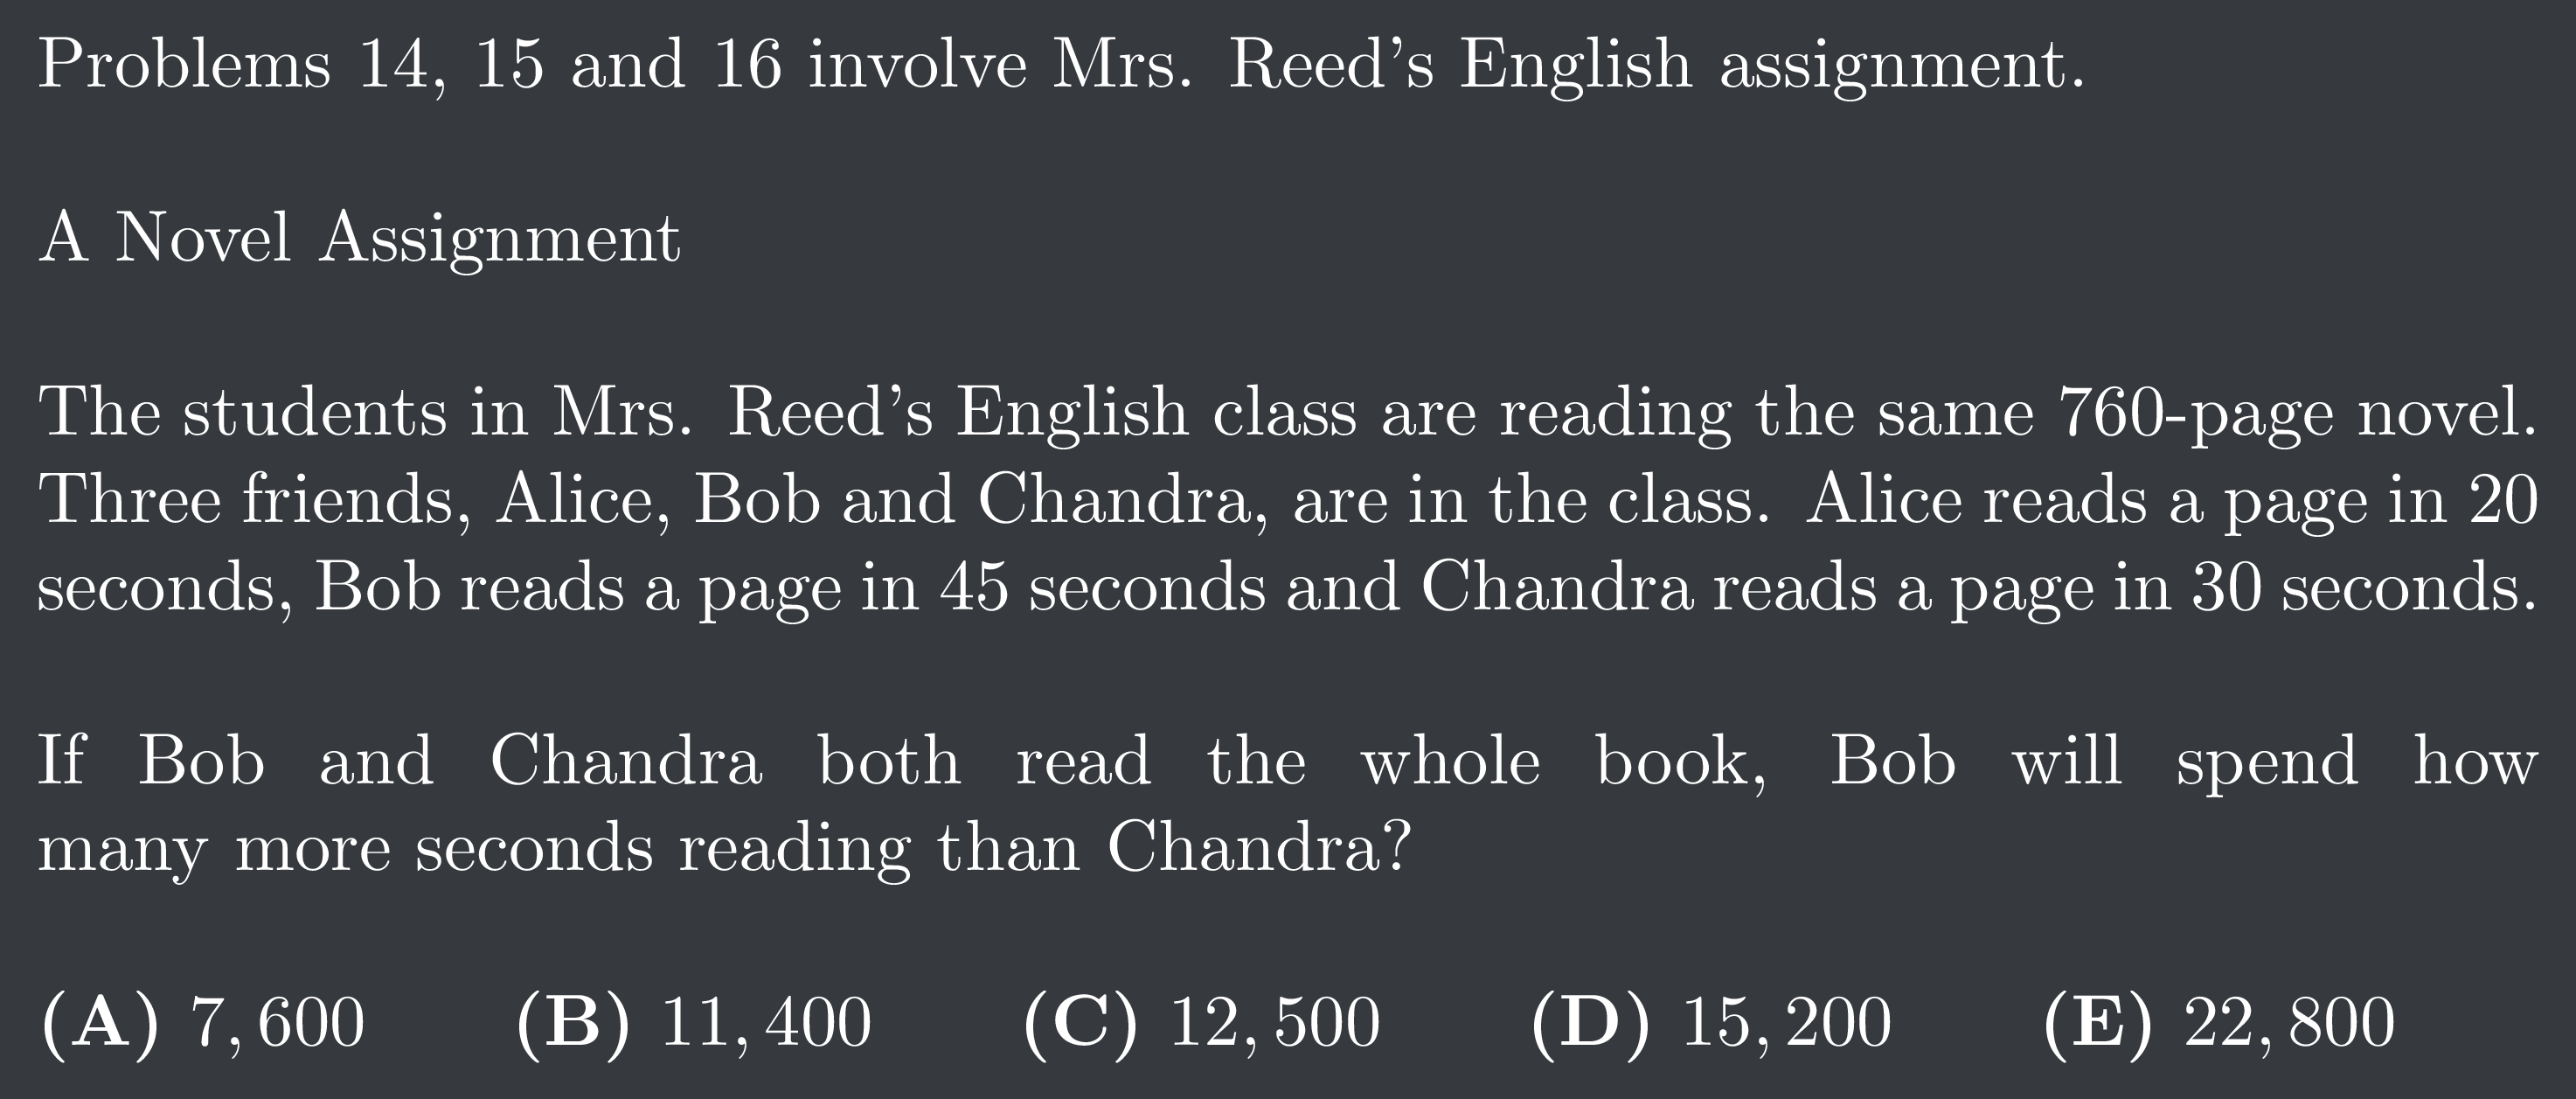 Problems 14, 15 and 16 involve Mrs. Reed's English assignment.
A Novel Assignment
The students in Mrs. Reed's English class are reading the same 760-page novel.
Three friends, Alice, Bob and Chandra, are in the class. Alice reads a page in 20
seconds, Bob reads a page in 45 seconds and Chandra reads a page in 30 seconds.
If Bob and Chandra both read the whole book, Bob will spend how
many more seconds reading than Chandra?
(A) 7,600 (B) 11,400 (C) 12,500 (D) 15,200 (E) 22,800